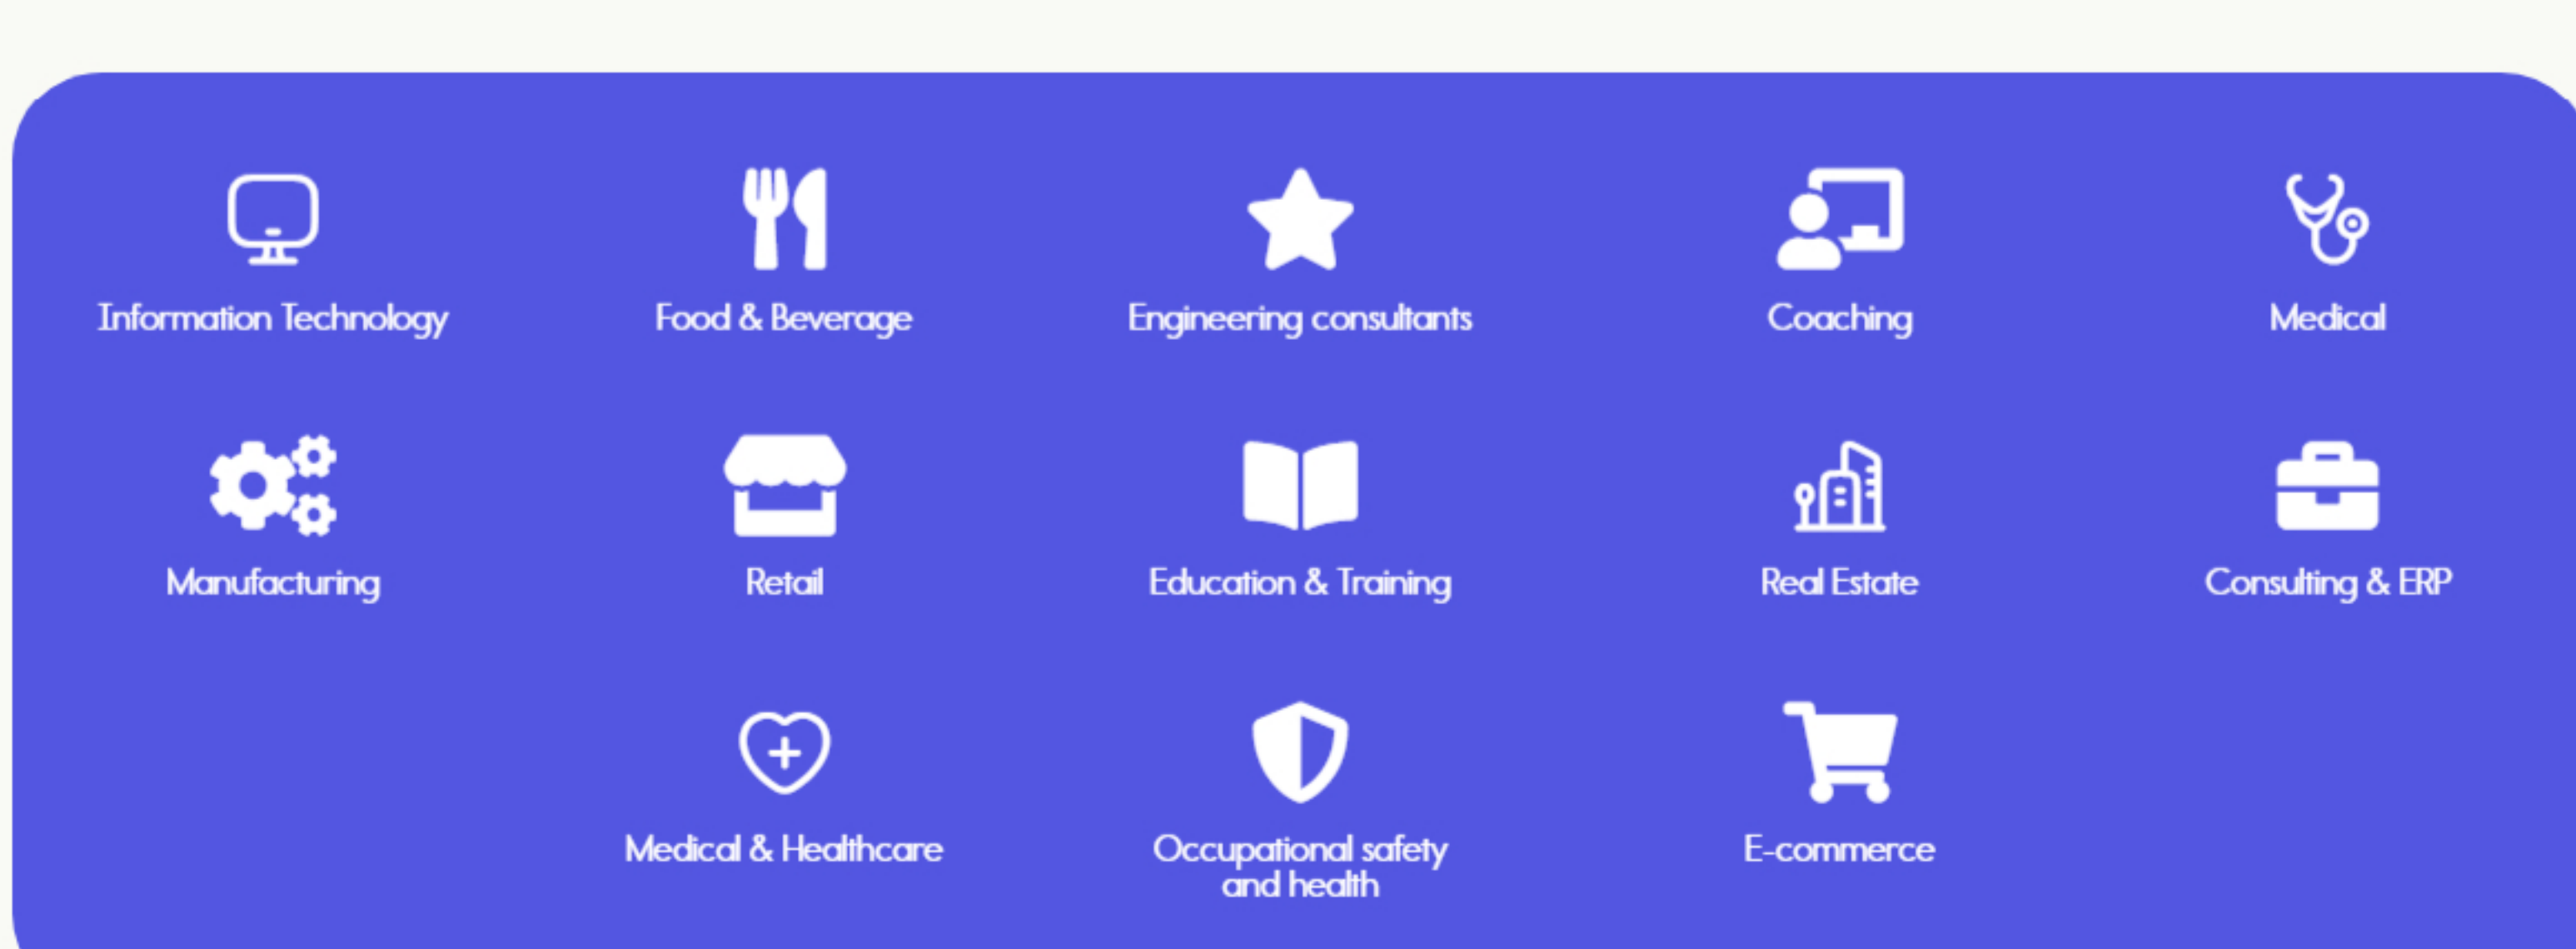 Information Technology
Food & Beverage
Engineering consultants
Coaching
Medical
Manufacturing
Retail
Education & Training
Real Estate
Consulting & ERP
Medical & Healthcare
Occupational safety
and health
E-commerce